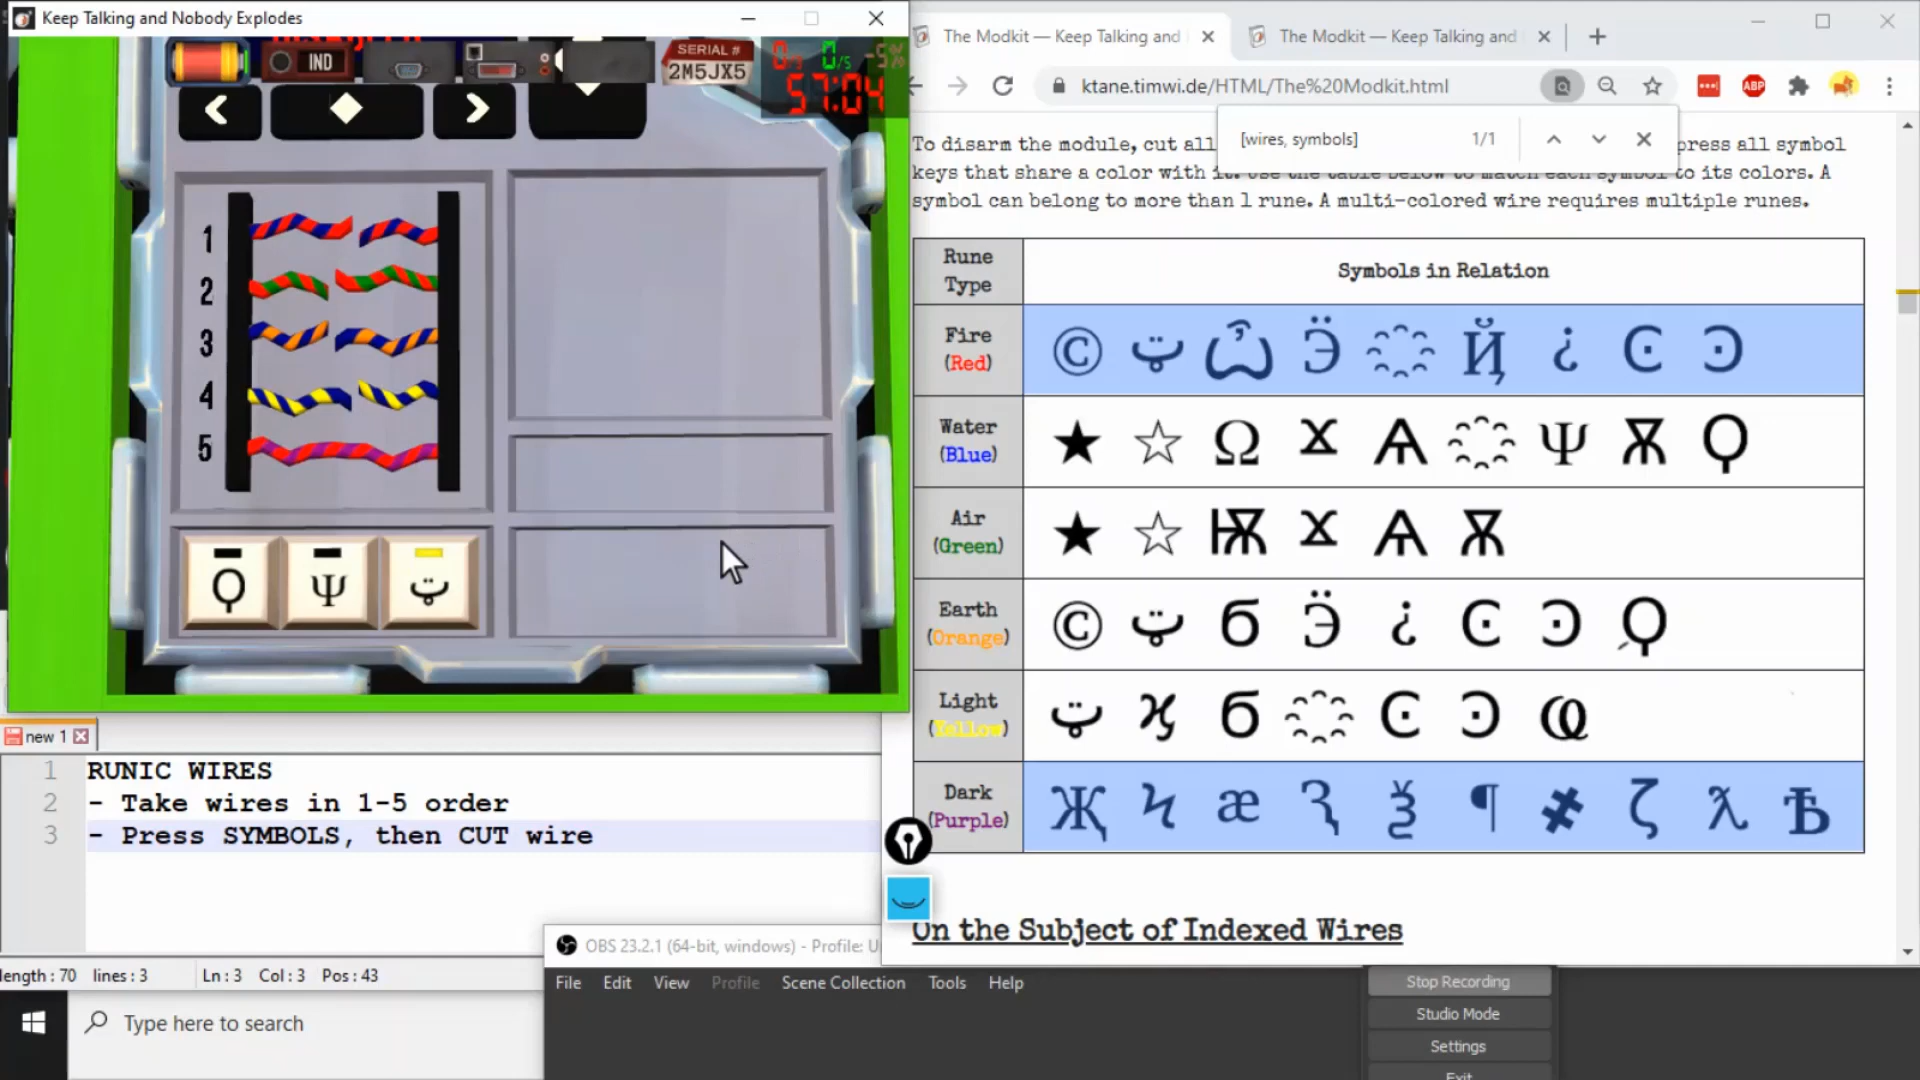 Keep Talking and Nobody Explodes
IND
SERIAL #
2M5JX5
57:04
1
2
3
4
5
Ϙ Ψ ټ
The Modkit — Keep Talking and
The Modkit — Keep Talking and
ktane.timwi.de/HTML/The%20Modkit.html
ABP
[wires, symbols] 1/1
To disarm the module, cut all press all symbol
keys that share a color with it. Use the table below to match each symbol to its colors. A
symbol can belong to more than 1 rune. A multi-colored wire requires multiple runes.
Rune Type
Symbols in Relation
Fire
(Red)
© ټ Ѽ Ӭ ҈ Ҋ ¿ Ͼ Ͽ
Water
(Blue)
★ ☆ Ω Ϫ Ѧ ҈ Ψ Ѫ Ϙ
Air
(Green)
★ ☆ Ѭ Ϫ Ѧ Ѫ
Earth
(Orange)
© ټ б Ӭ ¿ Ͼ Ͽ
Light
(Yellow)
ټ ϗ б ҈ Ͼ Ͽ
Dark
(Purple)
Җ Ϟ æ Ԇ Ѯ ¶ ҂ ζ ƛ Ѣ
On the Subject of Indexed Wires
new 1
1 RUNIC WIRES
2 - Take wires in 1-5 order
3 - Press SYMBOLS, then CUT wire
length : 70 lines : 3 Ln : 3 Col : 3 Pos : 43
Type here to search
OBS 23.2.1 (64-bit, windows) - Profile: U
File Edit View Profile Scene Collection Tools Help
Stop Recording
Studio Mode
Settings
Exit